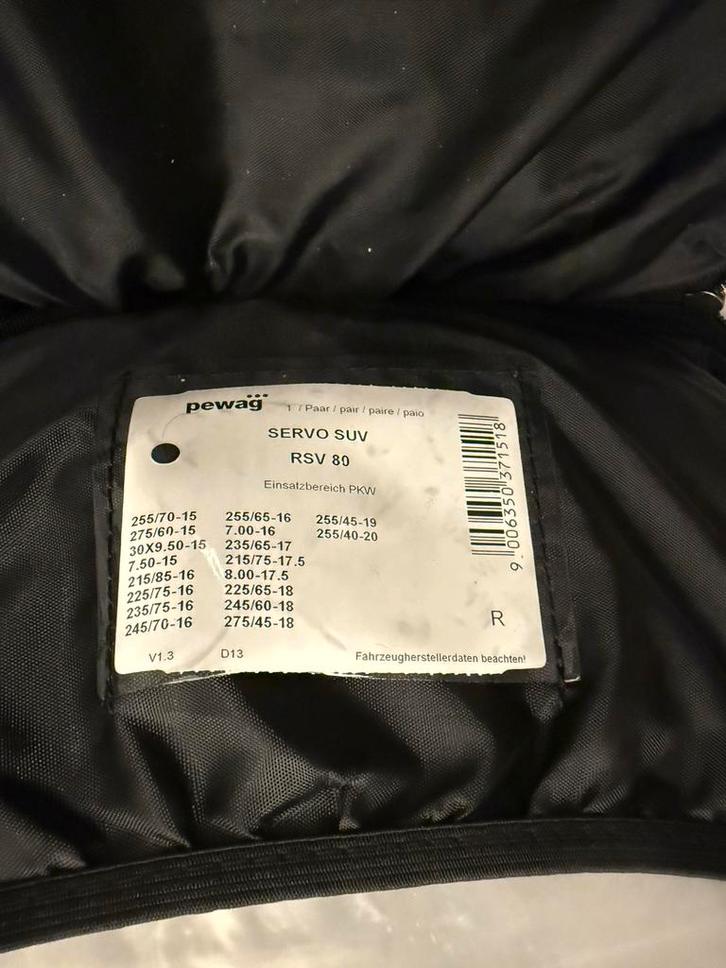 pewag 1 / Paar / pair / paire / paio
SERVO SUV
RSV 80
Einsatzbereich PKW
255/70-15 255/65-16 255/45-19
275/60-15 7.00-16 255/40-20
30X9.50-15 235/65-17
7.50-15 215/75-17.5
215/85-16 8.00-17.5
225/75-16 225/65-18
235/75-16 245/60-18
245/70-16 275/45-18
9 006350 371518
R
V1.3 D13 Fahrzeugherstellerdaten beachten!